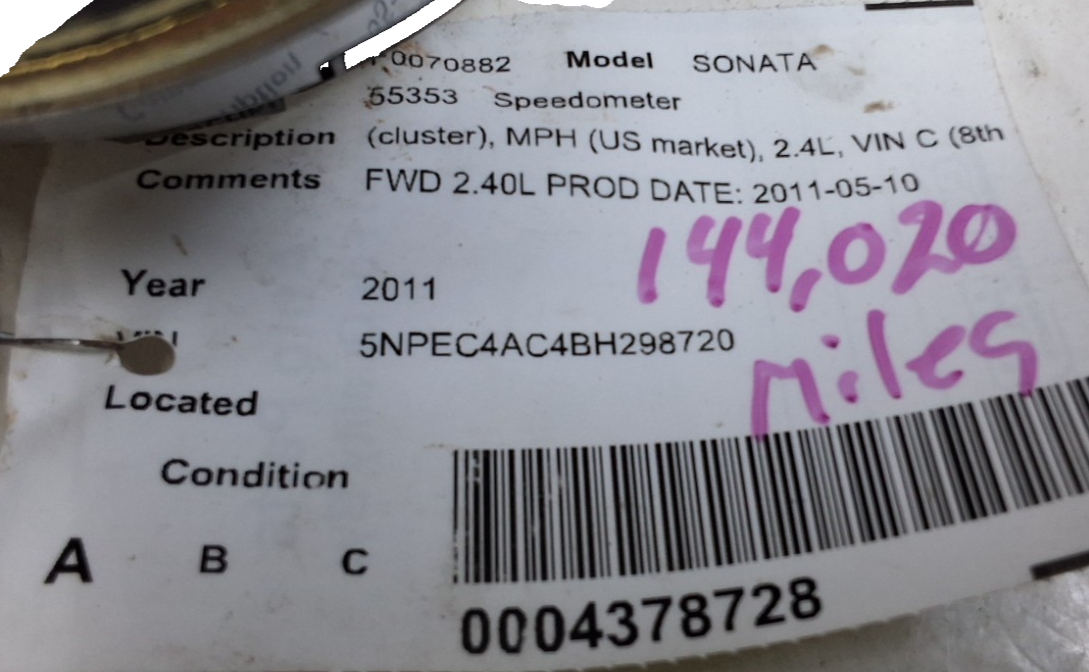 0070882 Model SONATA
55353 Speedometer
Description (cluster), MPH (US market), 2.4L, VIN C (8th
Comments FWD 2.40L PROD DATE: 2011-05-10
144,020
Year 2011
VIN 5NPEC4AC4BH298720
Miles
Located
Condition
A B C
0004378728